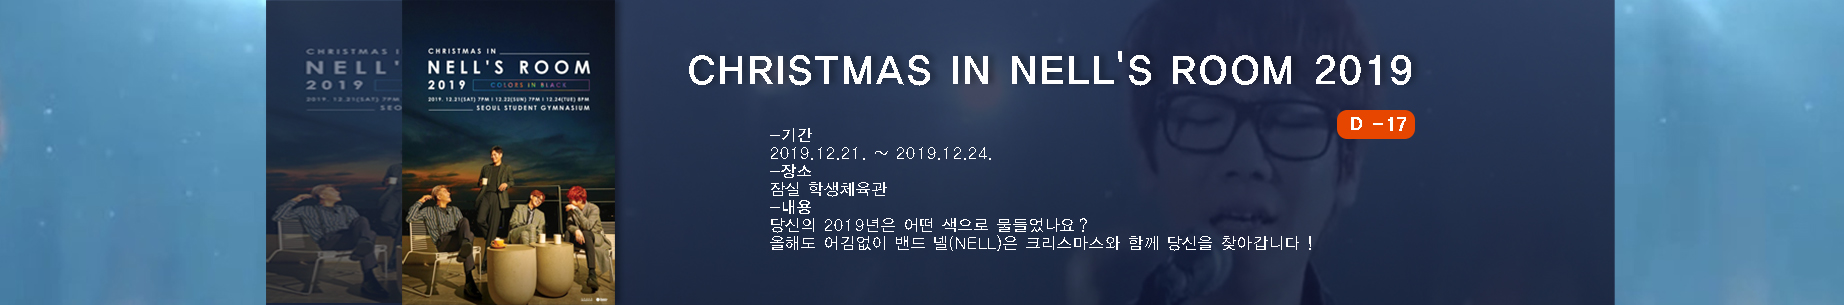 CHRISTMAS IN
NELL'
2019
2019. 12.21(SAT) 7PM
SEO
CHRISTMAS IN
NELL'S ROOM
2019 COLORS IN BLACK
2019. 12.21(SAT) 7PM I 12.22(SUN) 7PM I 12.24(TUE) 8PM
SEOUL STUDENT GYMNASIUM
CHRISTMAS IN NELL'S ROOM 2019
D -17
-기간
2019.12.21. ~ 2019.12.24.
-장소
잠실 학생체육관
-내용
당신의 2019년은 어떤 색으로 물들었나요?
올해도 어김없이 밴드 넬(NELL)은 크리스마스와 함께 당신을 찾아갑니다 !